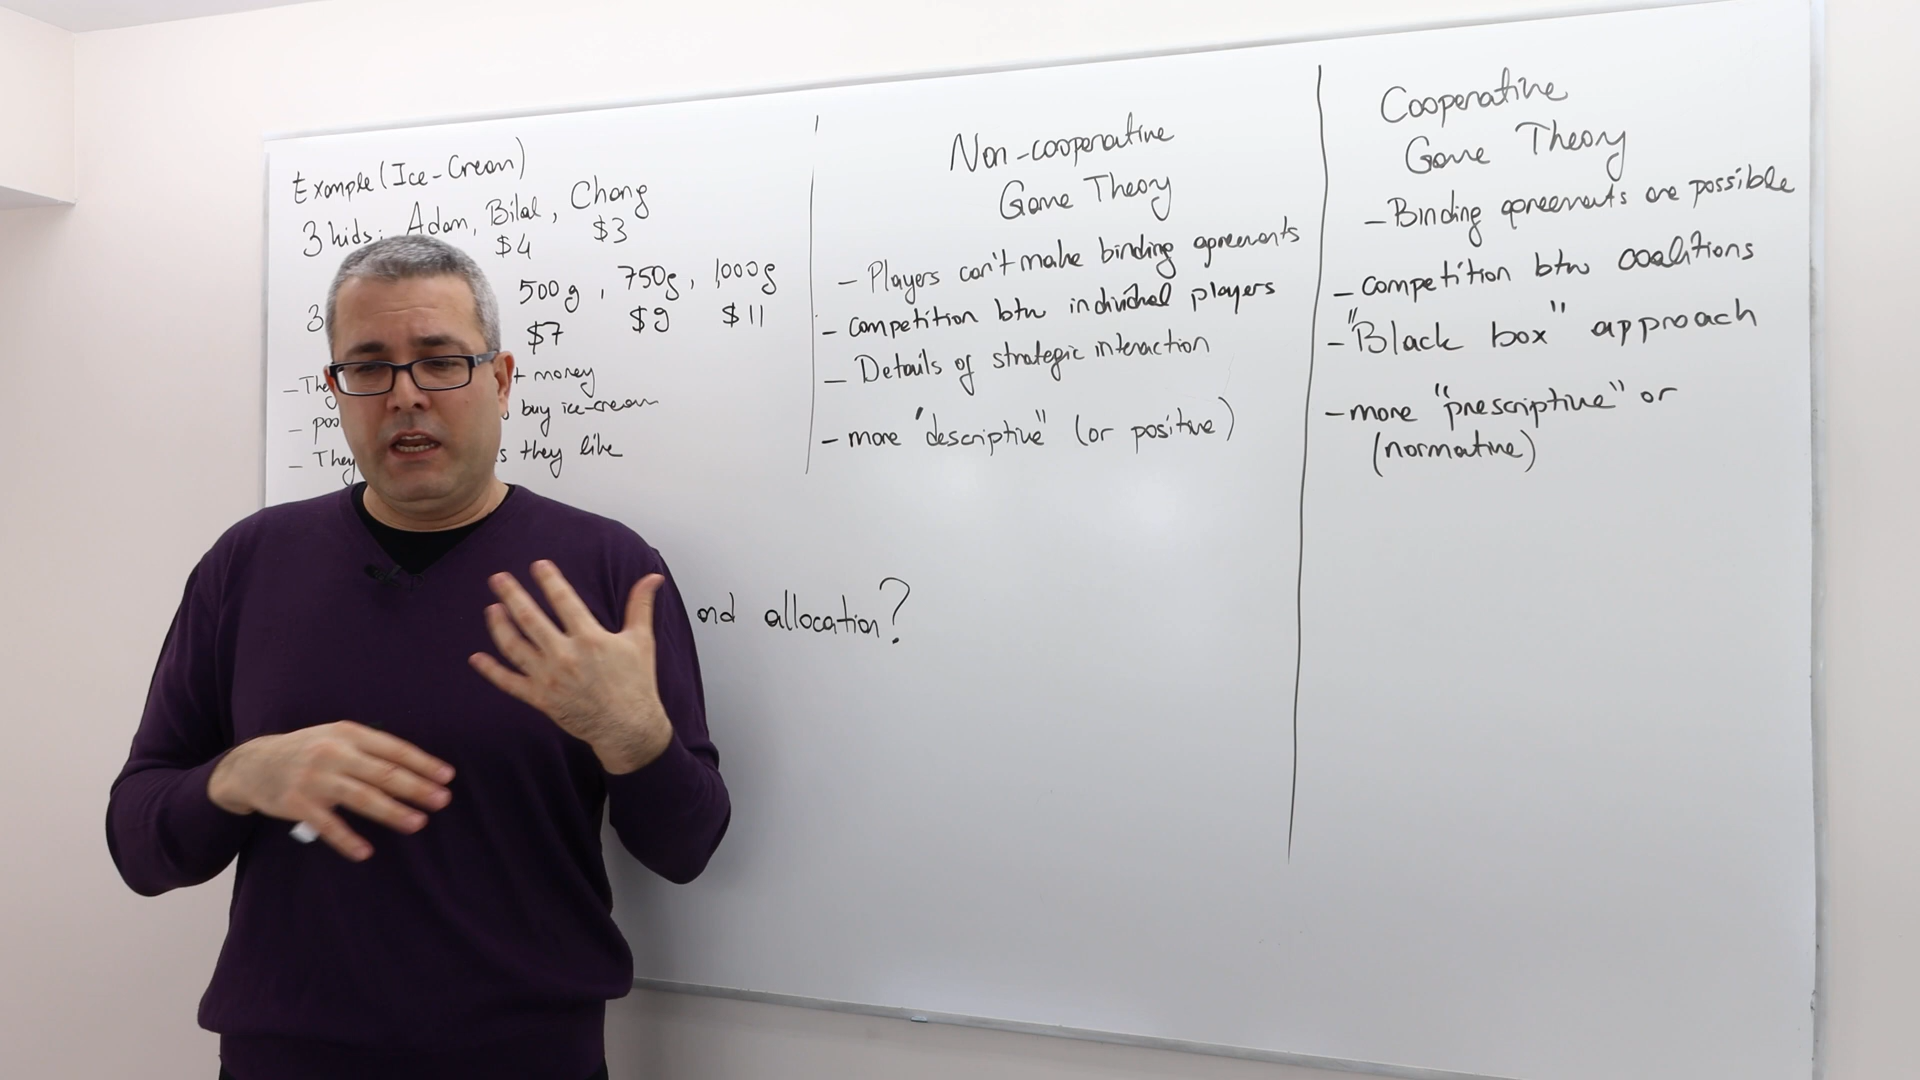 Example (Ice-Cream)
3 kids: Adam, Bilal, Chang
$4 $3
3 500g, 750g, 1000g
$7 $9 $11
- They money
- buy ice-cream
- They they like
and allocation?
Non-cooperative
Game Theory
- Players can't make binding agreements
- competition btw individual players
- Details of strategic interaction
- more "descriptive" (or positive)
Cooperative
Game Theory
- Binding agreements are possible
- competition btw coalitions
- "Black box" approach
- more "prescriptive" or
(normative)